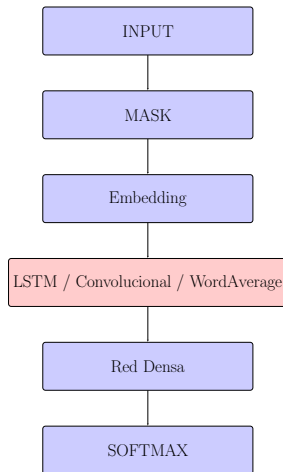 INPUT
MASK
Embedding
LSTM / Convolucional / WordAverage
Red Densa
SOFTMAX